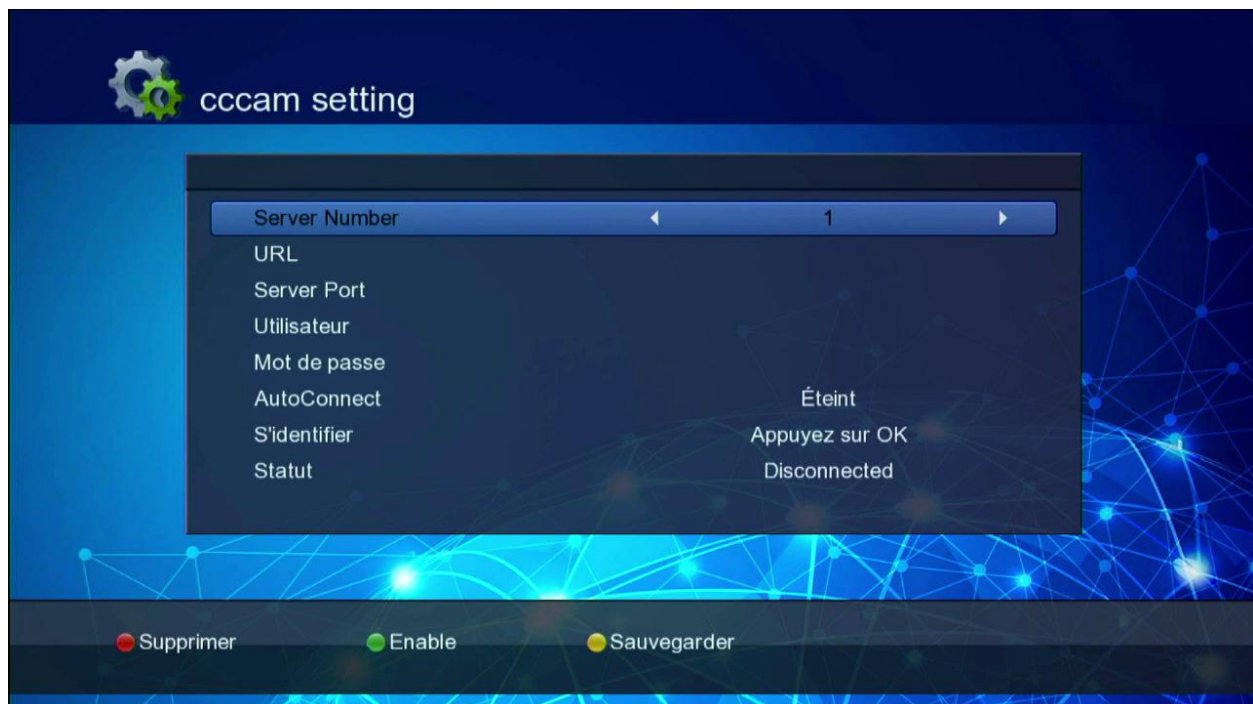 cccam setting
Server Number 1
URL
Server Port
Utilisateur
Mot de passe
AutoConnect Éteint
S'identifier Appuyez sur OK
Statut Disconnected
Supprimer Enable Sauvegarder